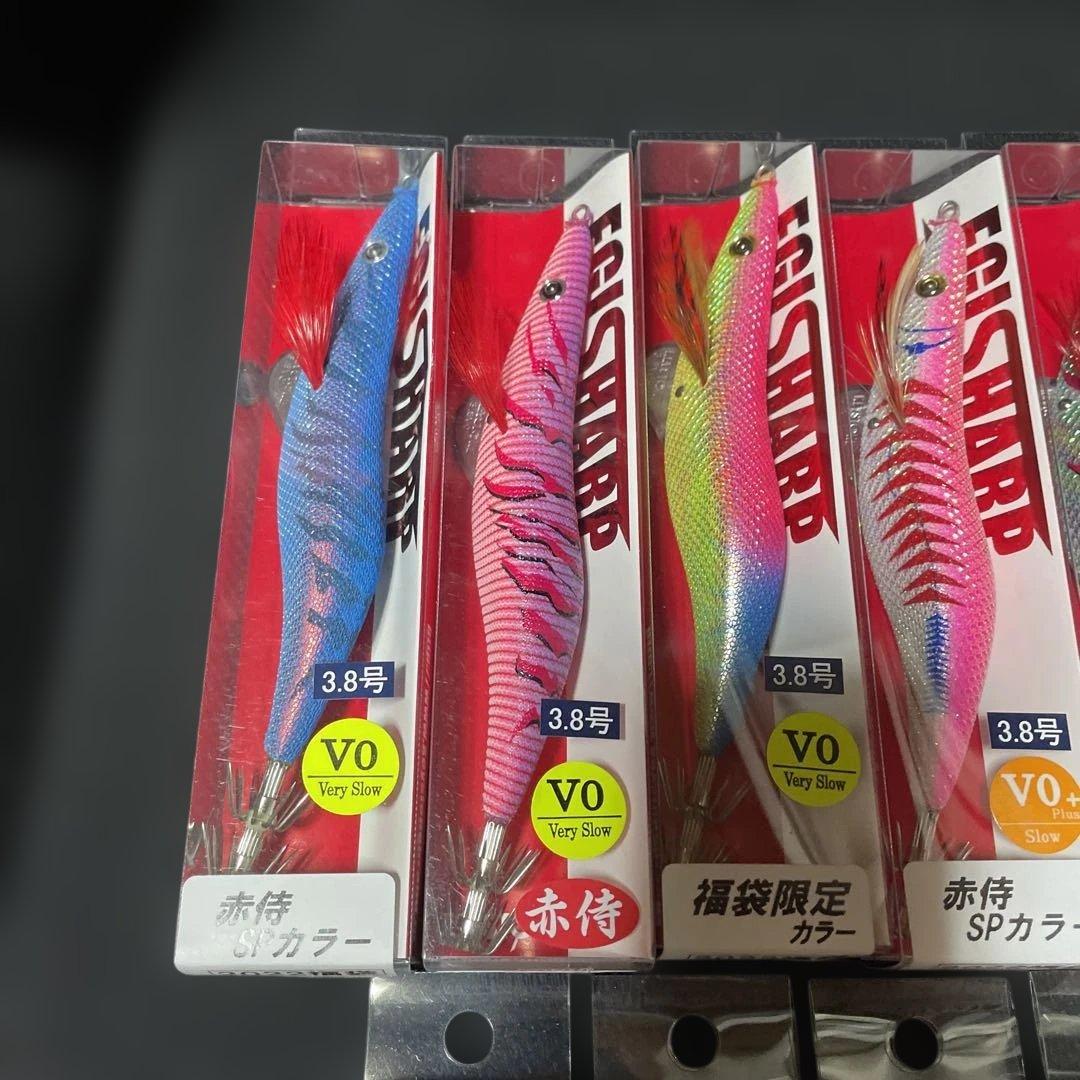 EGISHARP
3.8号
V0
Very Slow
赤侍
SPカラー
EGISHARP
3.8号
V0
Very Slow
赤侍
EGISHARP
3.8号
V0
Very Slow
福袋限定
カラー
EGISHARP
3.8号
V0+
Plus
Slow
赤侍
SPカラー